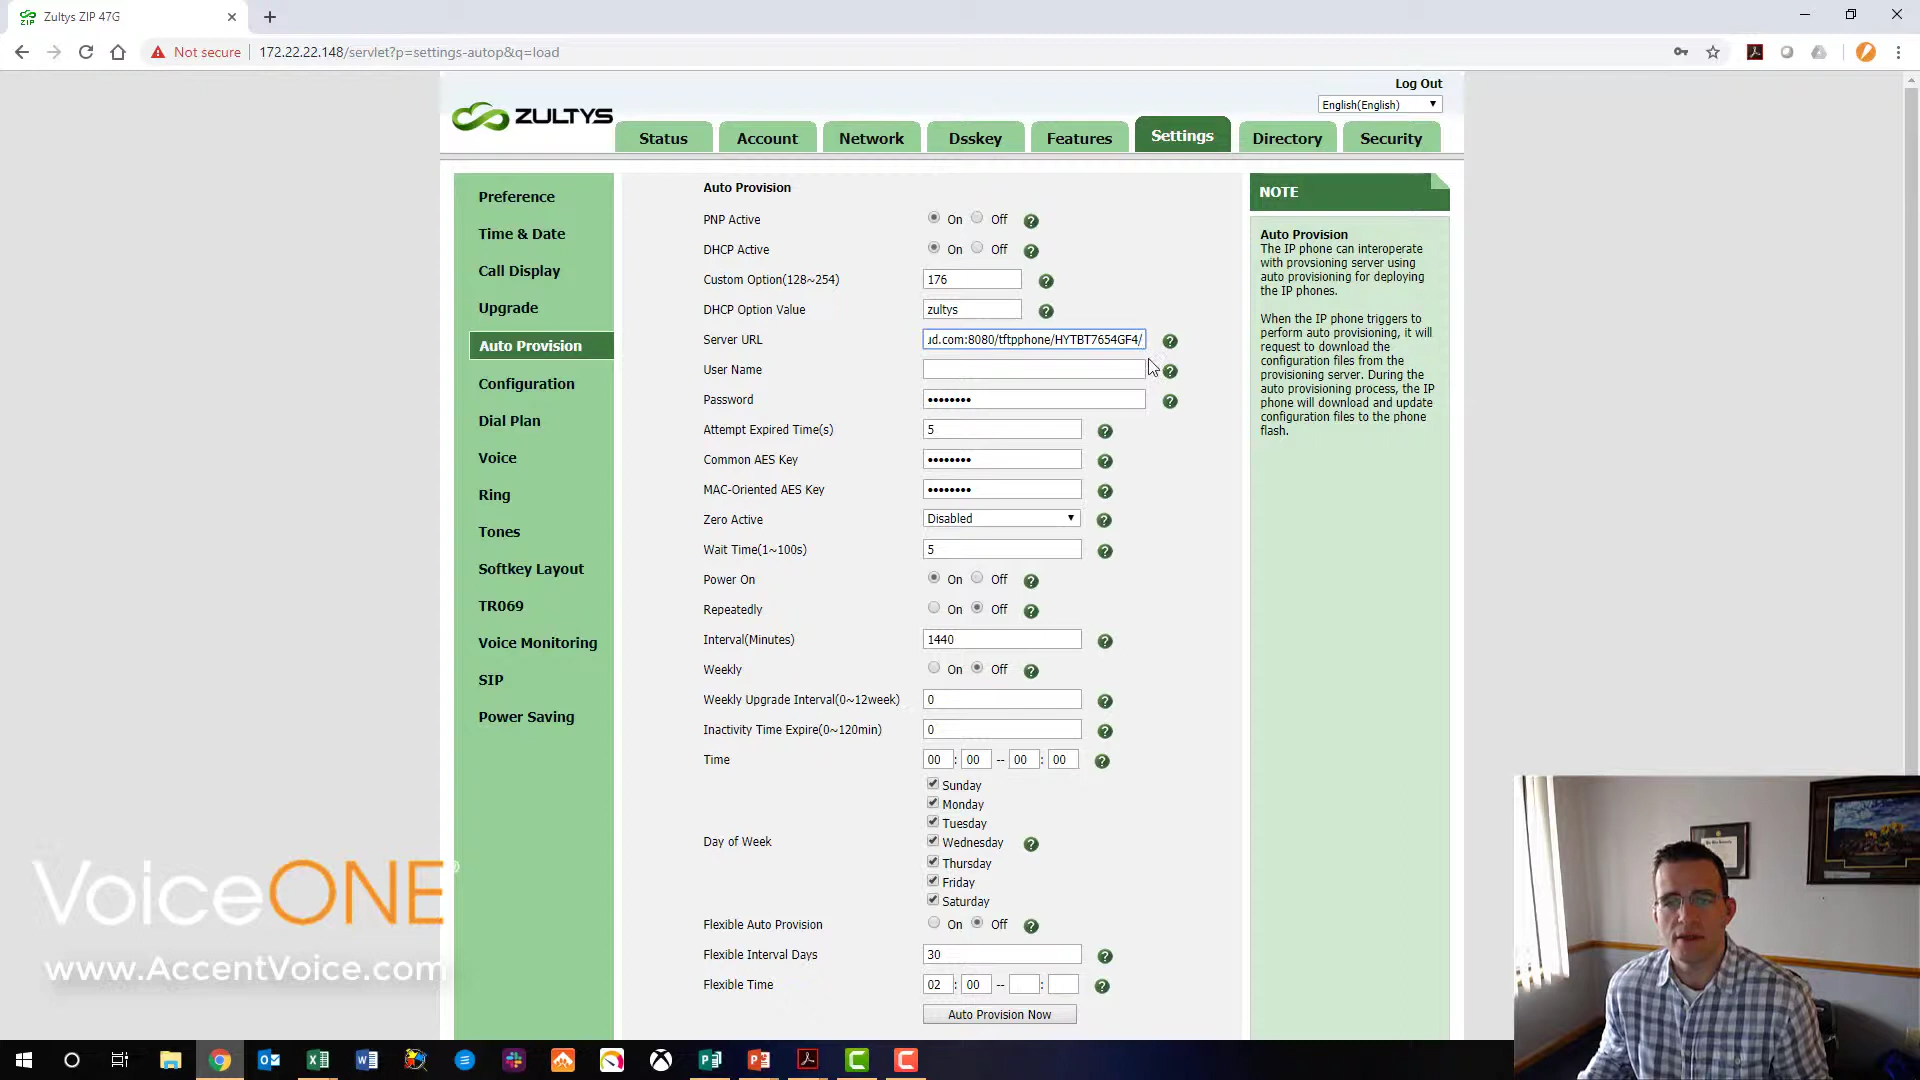 Zultys ZIP 47G
Not secure 172.22.22.148/servlet?p=settings-autop&q=load
Log Out
English(English)
ZULTYS
Status Account Network Dsskey Features Settings Directory Security
Preference
Time & Date
Call Display
Upgrade
Auto Provision
Configuration
Dial Plan
Voice
Ring
Tones
Softkey Layout
TR069
Voice Monitoring
SIP
Power Saving
Auto Provision
PNP Active On Off ?
DHCP Active On Off ?
Custom Option(128~254) 176 ?
DHCP Option Value zultys ?
Server URL ud.com:8080/tftpphone/HYTBT7654GF4/ ?
User Name ?
Password •••••••• ?
Attempt Expired Time(s) 5 ?
Common AES Key •••••••• ?
MAC-Oriented AES Key •••••••• ?
Zero Active Disabled ?
Wait Time(1~100s) 5 ?
Power On On Off ?
Repeatedly On Off ?
Interval(Minutes) 1440 ?
Weekly On Off ?
Weekly Upgrade Interval(0~12week) 0 ?
Inactivity Time Expire(0~120min) 0 ?
Time 00 : 00 -- 00 : 00 ?
Sunday
Monday
Tuesday
Day of Week Wednesday ?
Thursday
Friday
Saturday
Flexible Auto Provision On Off ?
Flexible Interval Days 30 ?
Flexible Time 02 : 00 -- : ?
Auto Provision Now
NOTE
Auto Provision
The IP phone can interoperate
with provsioning server using
auto provisioning for deploying
the IP phones.
When the IP phone triggers to
perform auto provisioning, it will
request to download the
configuration files from the
provisioning server. During the
auto provisioning process, the IP
phone will download and update
configuration files to the phone
flash.
VoiceONE
www.AccentVoice.com